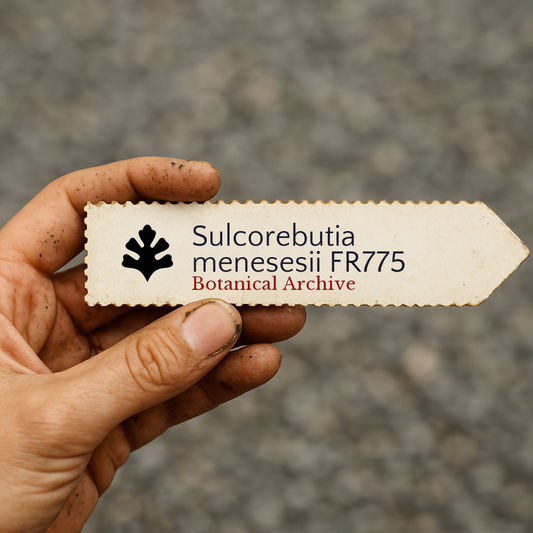 Sulcorebutia
menesesii FR775
Botanical Archive